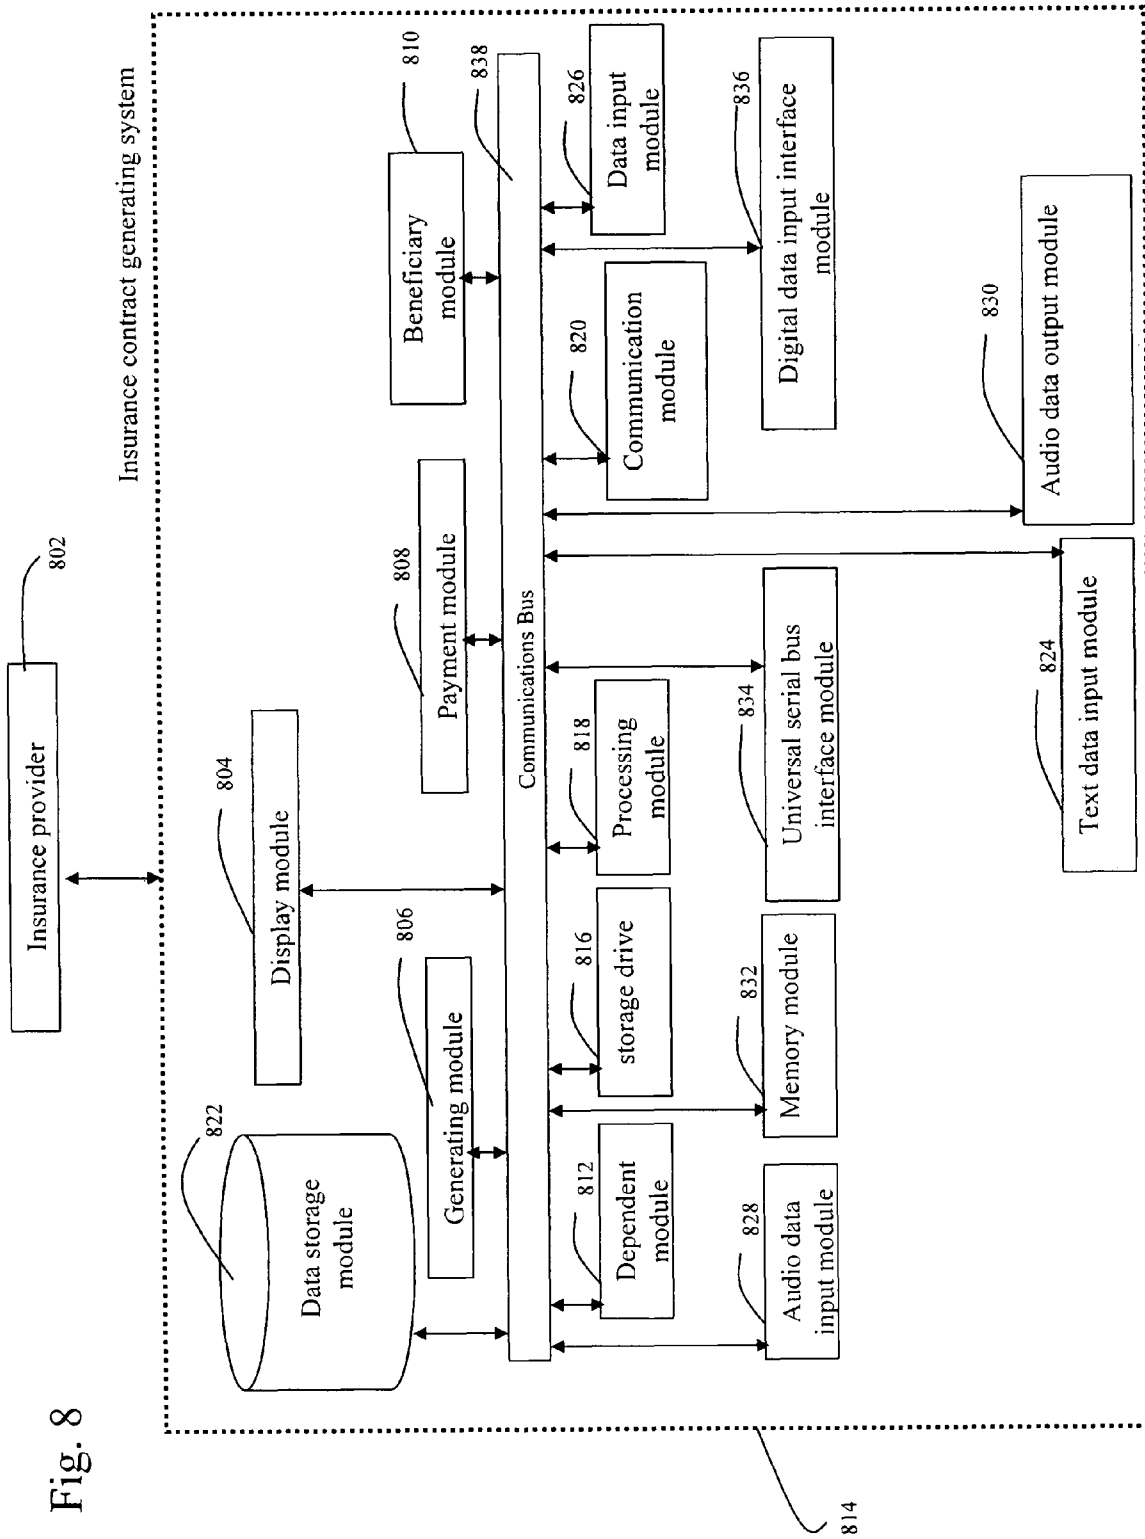 Fig. 8
Insurance provider
802
Insurance contract generating system
814
Data storage
module
822
Display module
804
Generating module
806
Payment module
808
Beneficiary
module
810
Communications Bus
838
Dependent
module
812
storage drive
816
Processing
module
818
Communication
module
820
Data input
module
826
Audio data
input module
828
Memory module
832
Universal serial bus
interface module
834
Digital data input interface
module
836
Text data input module
824
Audio data output module
830